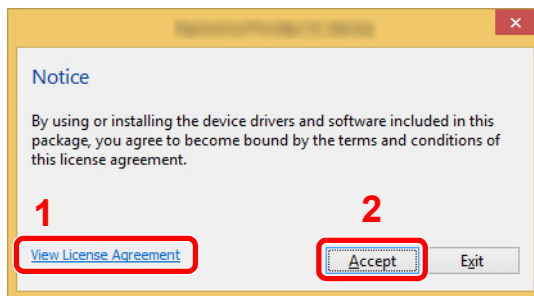 Notice
By using or installing the device drivers and software included in this
package, you agree to become bound by the terms and conditions of
this license agreement.
1
2
View License Agreement
Accept
Exit